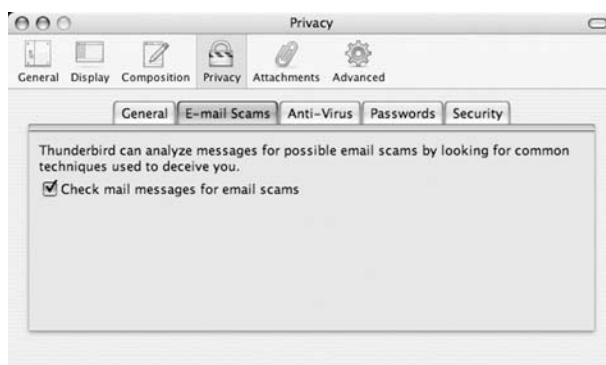 Privacy
General Display Composition Privacy Attachments Advanced
General E-mail Scams Anti-Virus Passwords Security
Thunderbird can analyze messages for possible email scams by looking for common
techniques used to deceive you.
Check mail messages for email scams